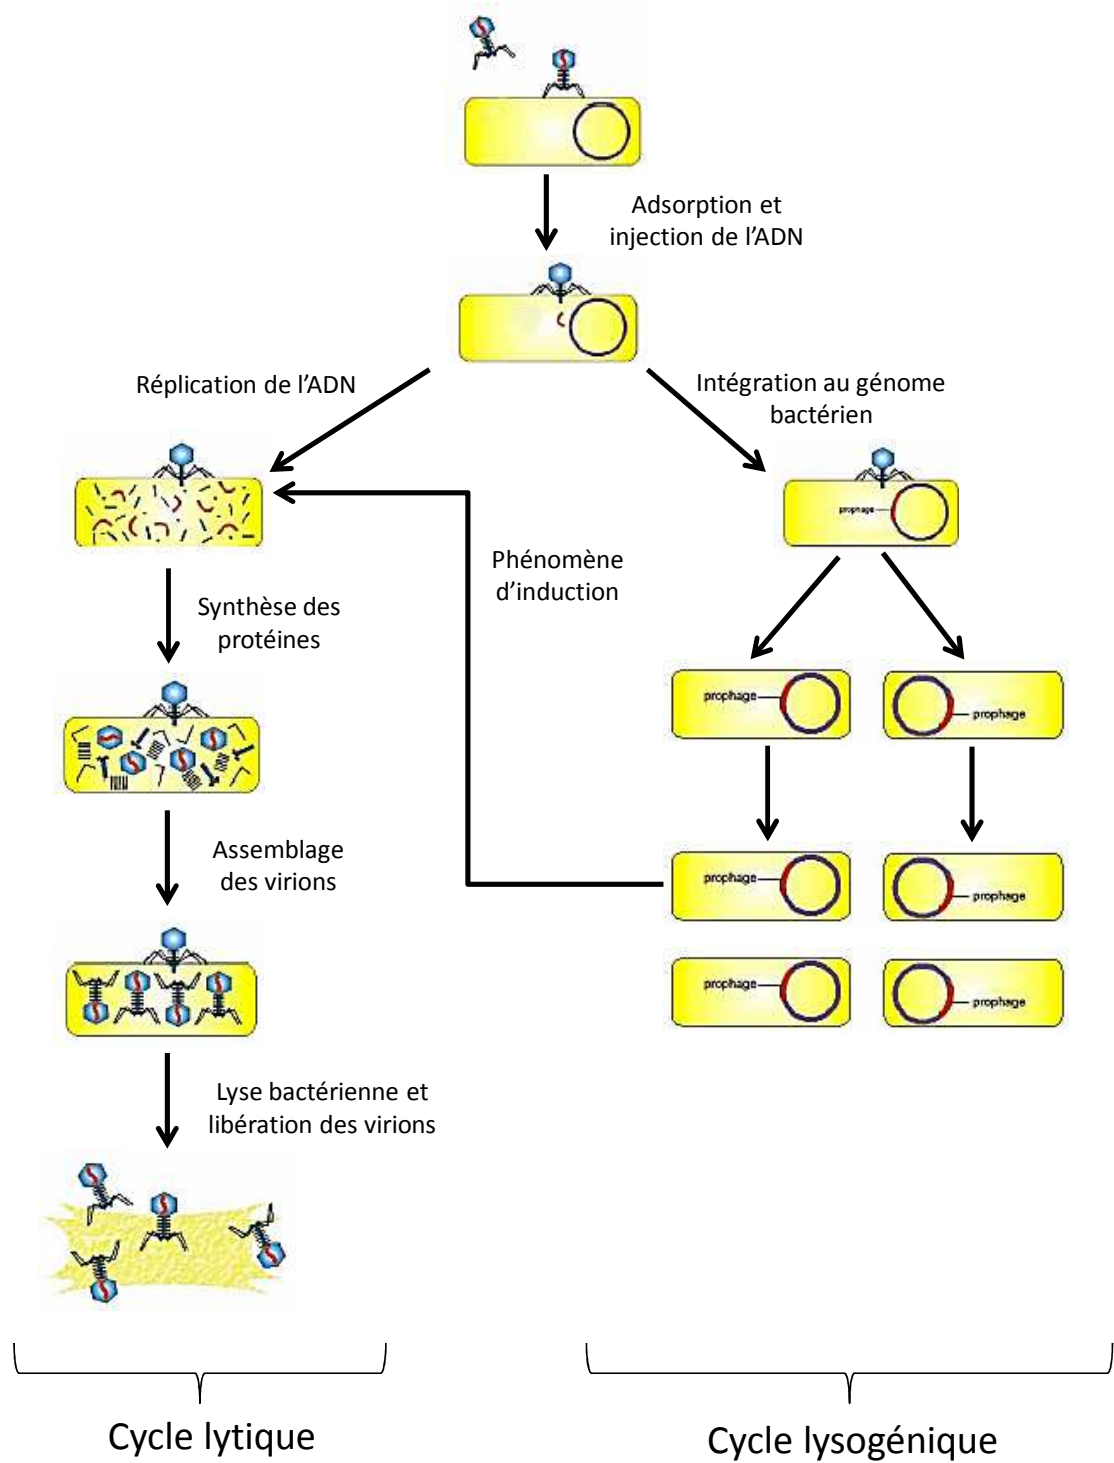 Adsorption et
injection de l'ADN
Réplication de l'ADN
Intégration au génome
bactérien
prophage
Phénomène
d'induction
Synthèse des
protéines
prophage
prophage
Assemblage
des virions
prophage
prophage
prophage
prophage
Lyse bactérienne et
libération des virions
Cycle lytique
Cycle lysogénique